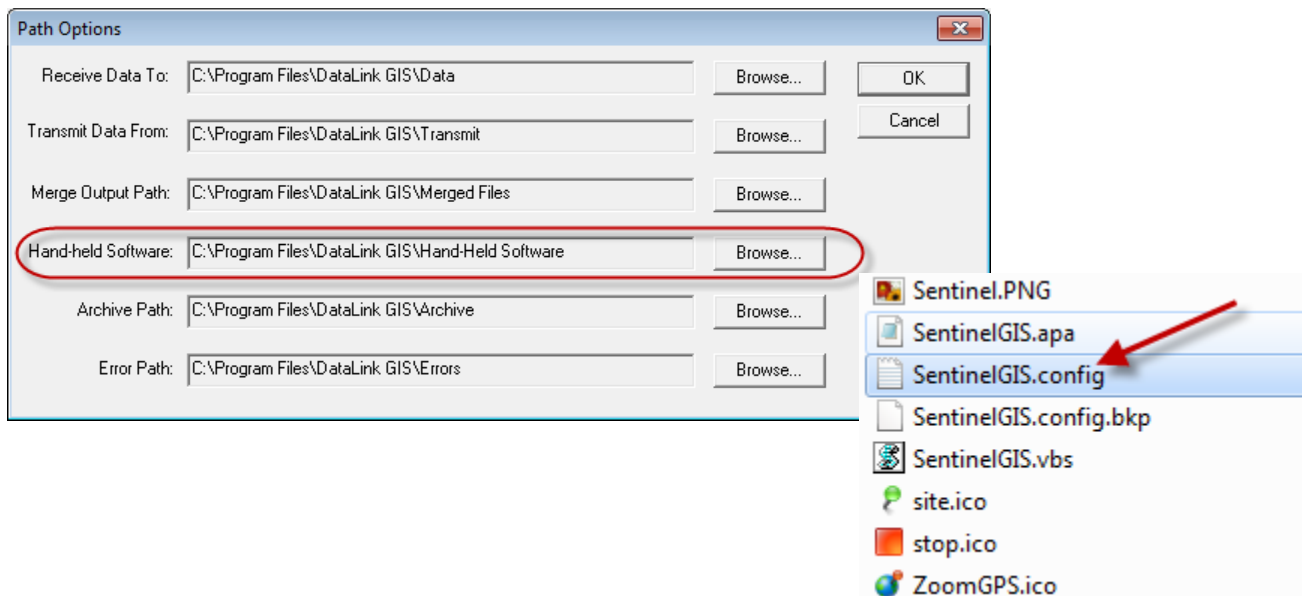 Path Options
Receive Data To: C:\Program Files\DataLink GIS\Data Browse... OK
Transmit Data From: C:\Program Files\DataLink GIS\Transmit Browse... Cancel
Merge Output Path: C:\Program Files\DataLink GIS\Merged Files Browse...
Hand-held Software: C:\Program Files\DataLink GIS\Hand-Held Software Browse...
Archive Path: C:\Program Files\DataLink GIS\Archive Browse...
Error Path: C:\Program Files\DataLink GIS\Errors Browse...
Sentinel.PNG
SentinelGIS.apa
SentinelGIS.config
SentinelGIS.config.bkp
SentinelGIS.vbs
site.ico
stop.ico
ZoomGPS.ico